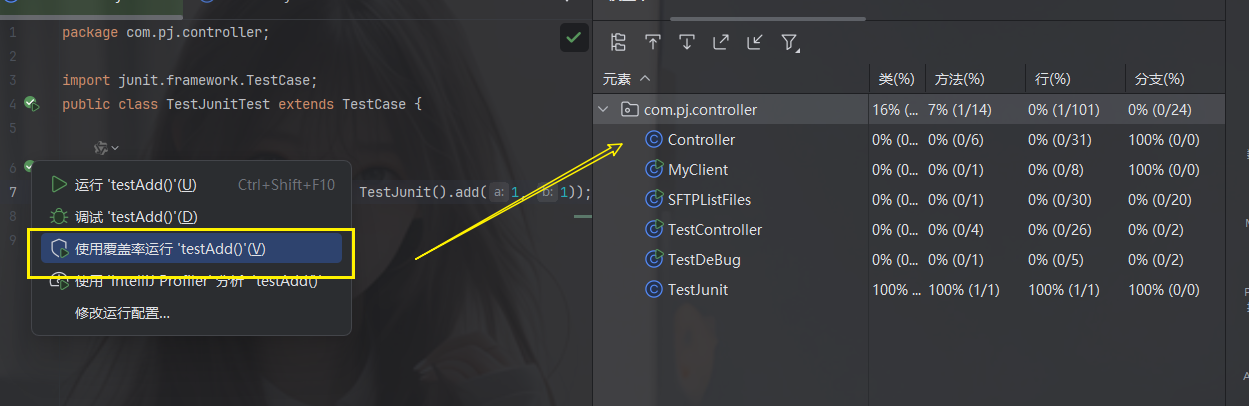 1 package com.pj.controller;
2
3 import junit.framework.TestCase;
4 public class TestJunitTest extends TestCase {
5
6
7 TestJunit().add( a: 1, b: 1));
8
9
运行 'testAdd()'(U) Ctrl+Shift+F10
调试 'testAdd()'(D)
使用覆盖率运行 'testAdd()'(V)
使用 'IntelliJ Profiler' 分析 'testAdd()'
修改运行配置...
元素 类(%) 方法(%) 行(%) 分支(%)
com.pj.controller 16% (... 7% (1/14) 0% (1/101) 0% (0/24)
Controller 0% (0... 0% (0/6) 0% (0/31) 100% (0/0)
MyClient 0% (0... 0% (0/1) 0% (0/8) 100% (0/0)
SFTPListFiles 0% (0... 0% (0/1) 0% (0/30) 0% (0/20)
TestController 0% (0... 0% (0/4) 0% (0/26) 0% (0/2)
TestDeBug 0% (0... 0% (0/1) 0% (0/5) 0% (0/2)
TestJunit 100% ... 100% (1/1) 100% (1/1) 100% (0/0)